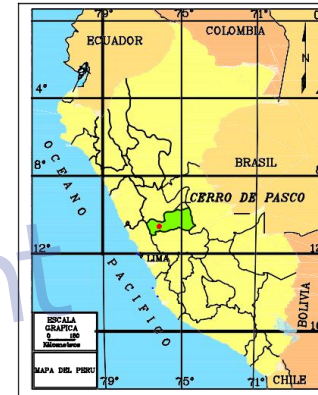 79° 75° 71°
COLOMBIA
ECUADOR
N
4°
BRASIL
8°
CERRO DE PASCO
OCEANO
12°
LIMA
PACIFICO
BOLIVIA
ESCALA
GRAFICA
0 150
Kilometros
MAPA DEL PERU
CHILE
79° 75° 71°